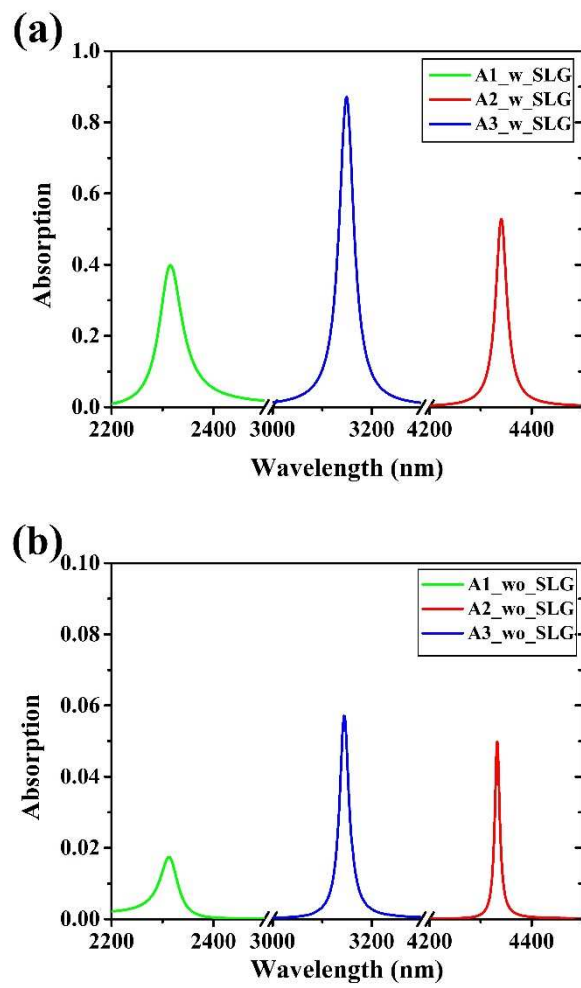 (a)
1.0
0.8
0.6
0.4
0.2
0.0
Absorption
A1_w_SLG
A2_w_SLG
A3_w_SLG
2200 2400 3000 3200 4200 4400
Wavelength (nm)
(b)
0.10
0.08
0.06
0.04
0.02
0.00
Absorption
A1_wo_SLG
A2_wo_SLG
A3_wo_SLG
2200 2400 3000 3200 4200 4400
Wavelength (nm)